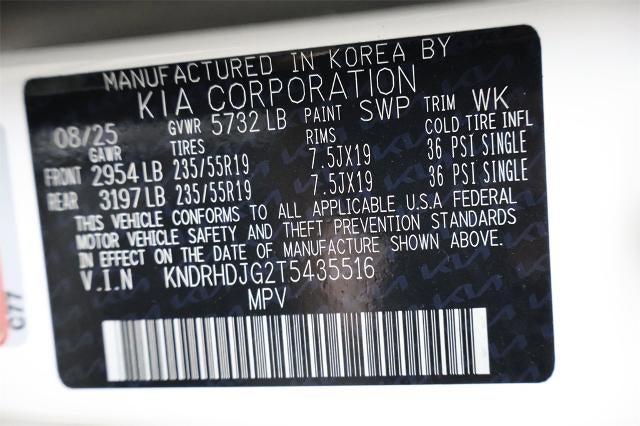 MANUFACTURED IN KOREA BY
KIA CORPORATION
08/25 GVWR 5732 LB PAINT SWP TRIM WK
GAWR TIRES RIMS COLD TIRE INFL
FRONT 2954 LB 235/55R19 7.5JX19 36 PSI SINGLE
REAR 3197 LB 235/55R19 7.5JX19 36 PSI SINGLE
THIS VEHICLE CONFORMS TO ALL APPLICABLE U.S.A FEDERAL
MOTOR VEHICLE SAFETY AND THEFT PREVENTION STANDARDS
IN EFFECT ON THE DATE OF MANUFACTURE SHOWN ABOVE.
V.I.N KNDRHDJG2T5435516
MPV
C77